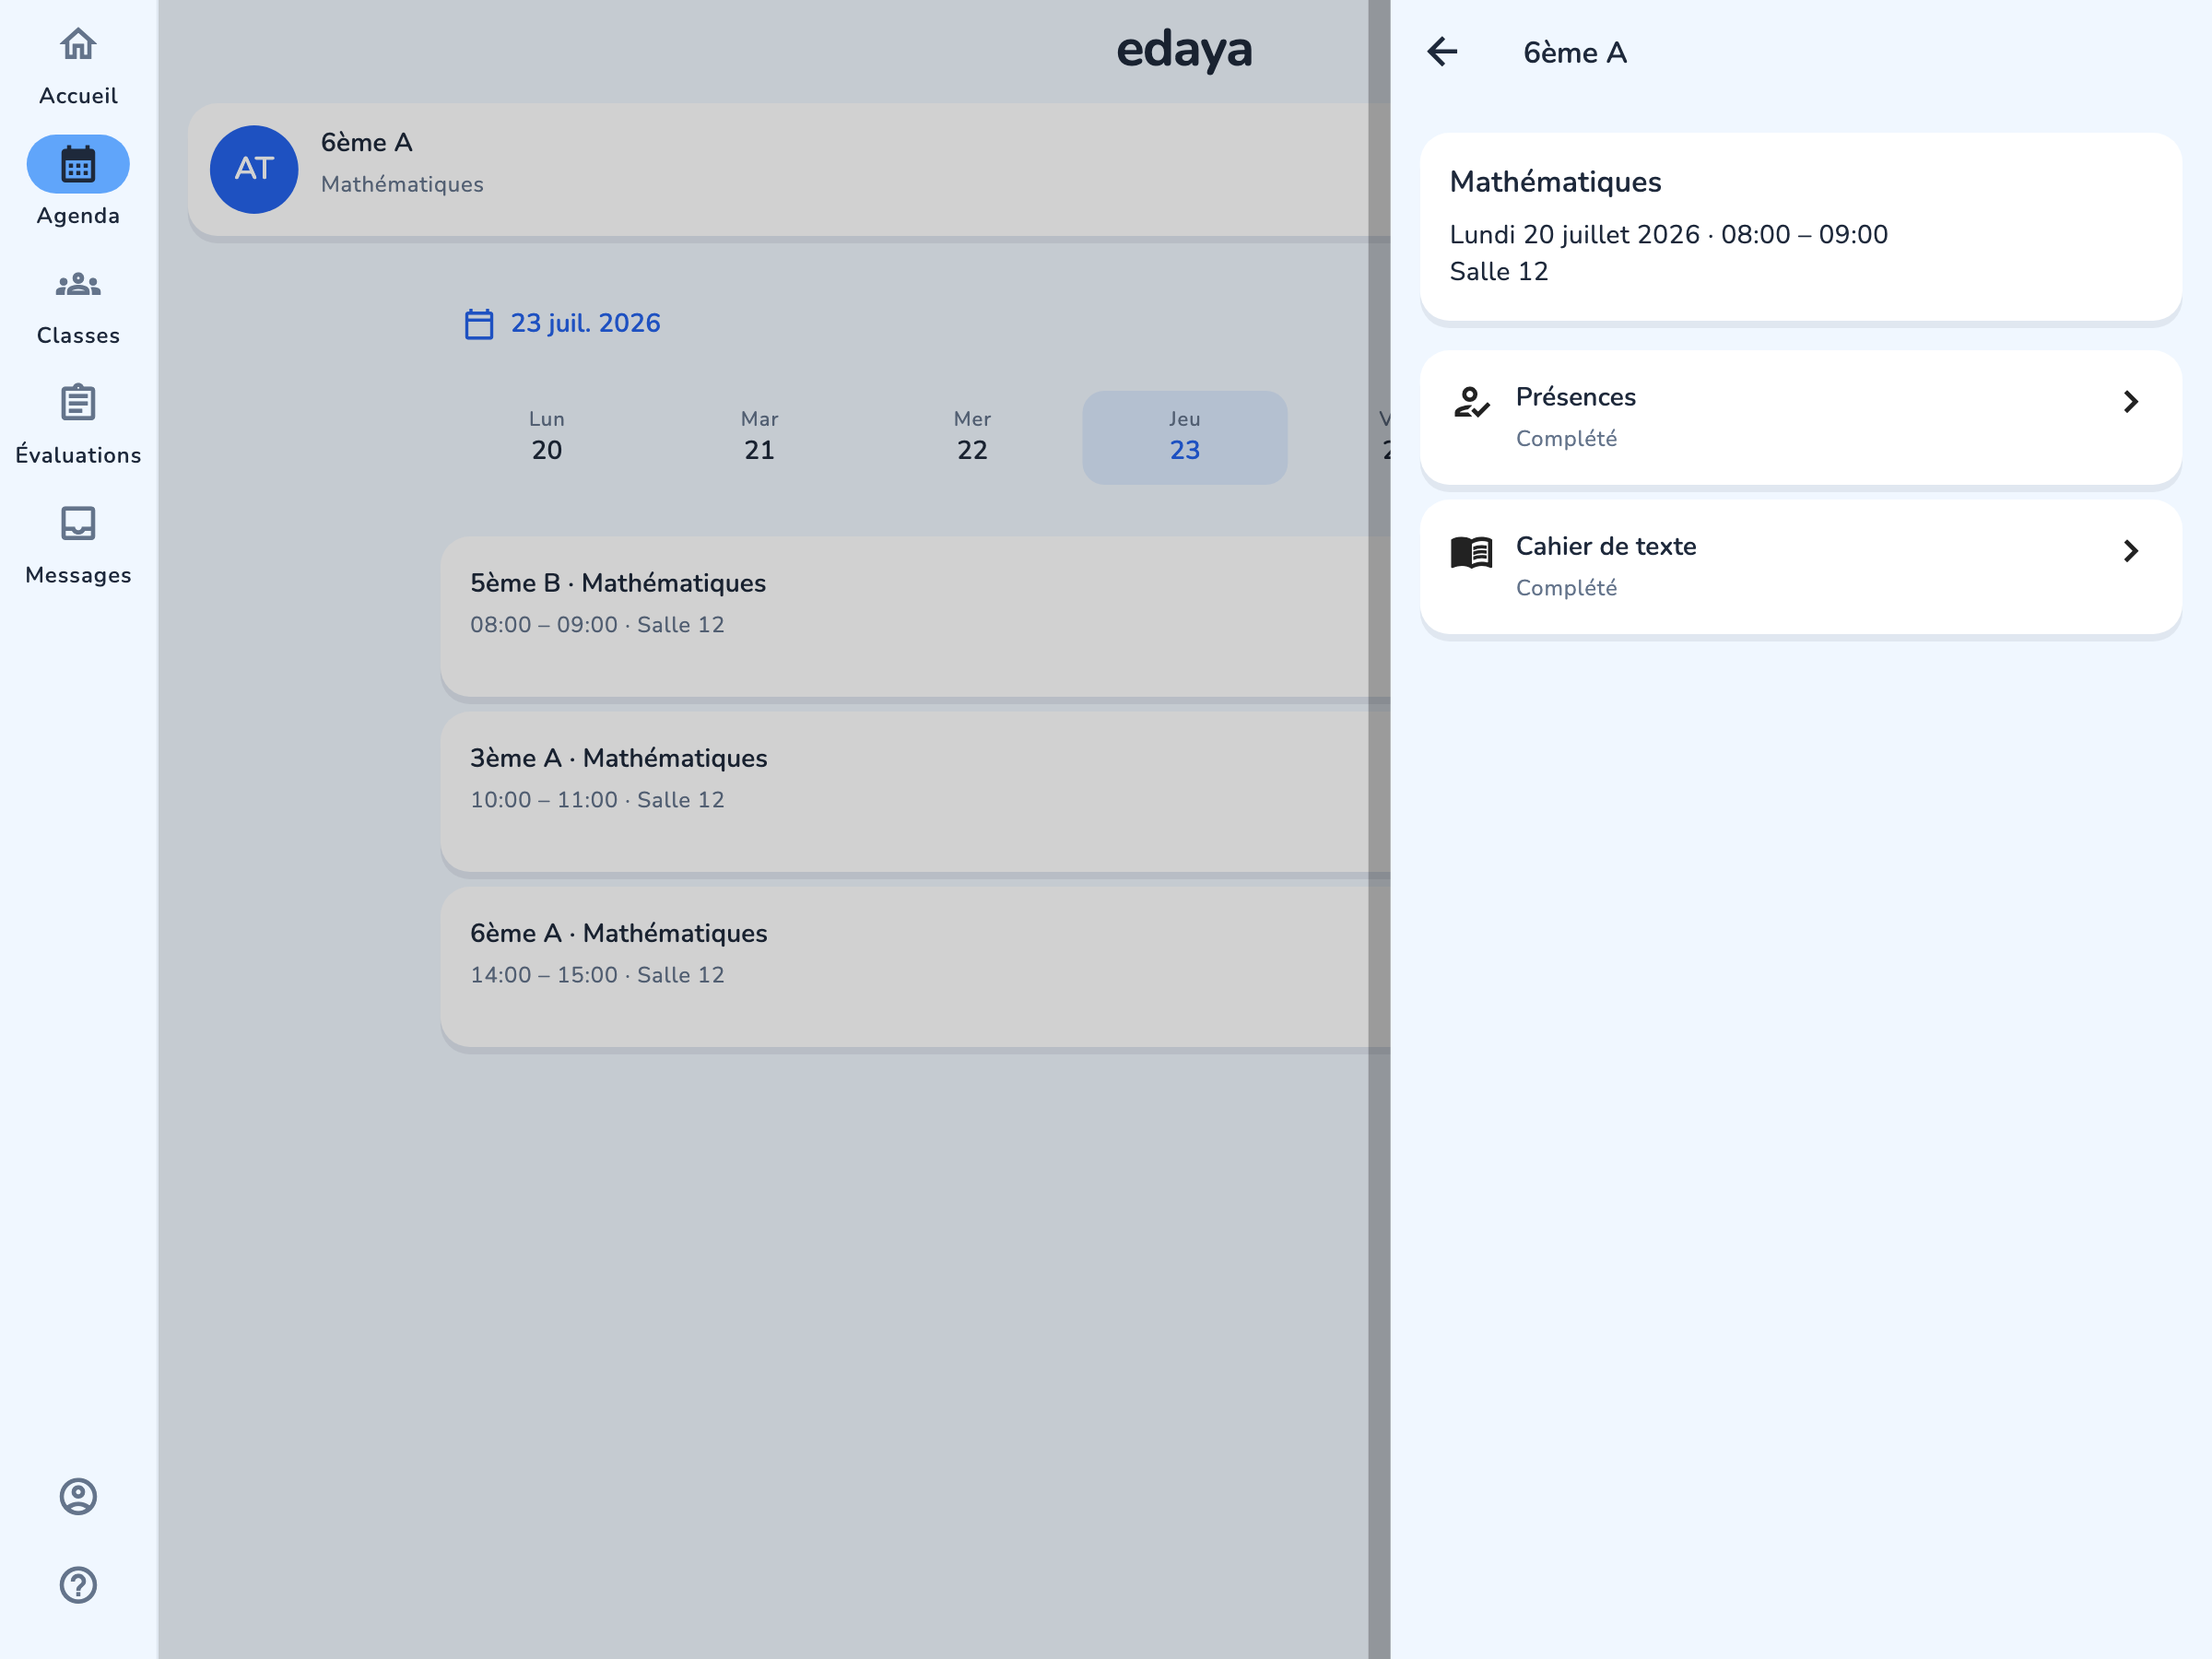 Accueil
Agenda
Classes
Évaluations
Messages
edaya
AT
6ème A
Mathématiques
23 juil. 2026
Lun
20
Mar
21
Mer
22
Jeu
23
5ème B · Mathématiques
08:00 – 09:00 · Salle 12
3ème A · Mathématiques
10:00 – 11:00 · Salle 12
6ème A · Mathématiques
14:00 – 15:00 · Salle 12
6ème A
Mathématiques
Lundi 20 juillet 2026 · 08:00 – 09:00
Salle 12
Présences
Complété
Cahier de texte
Complété